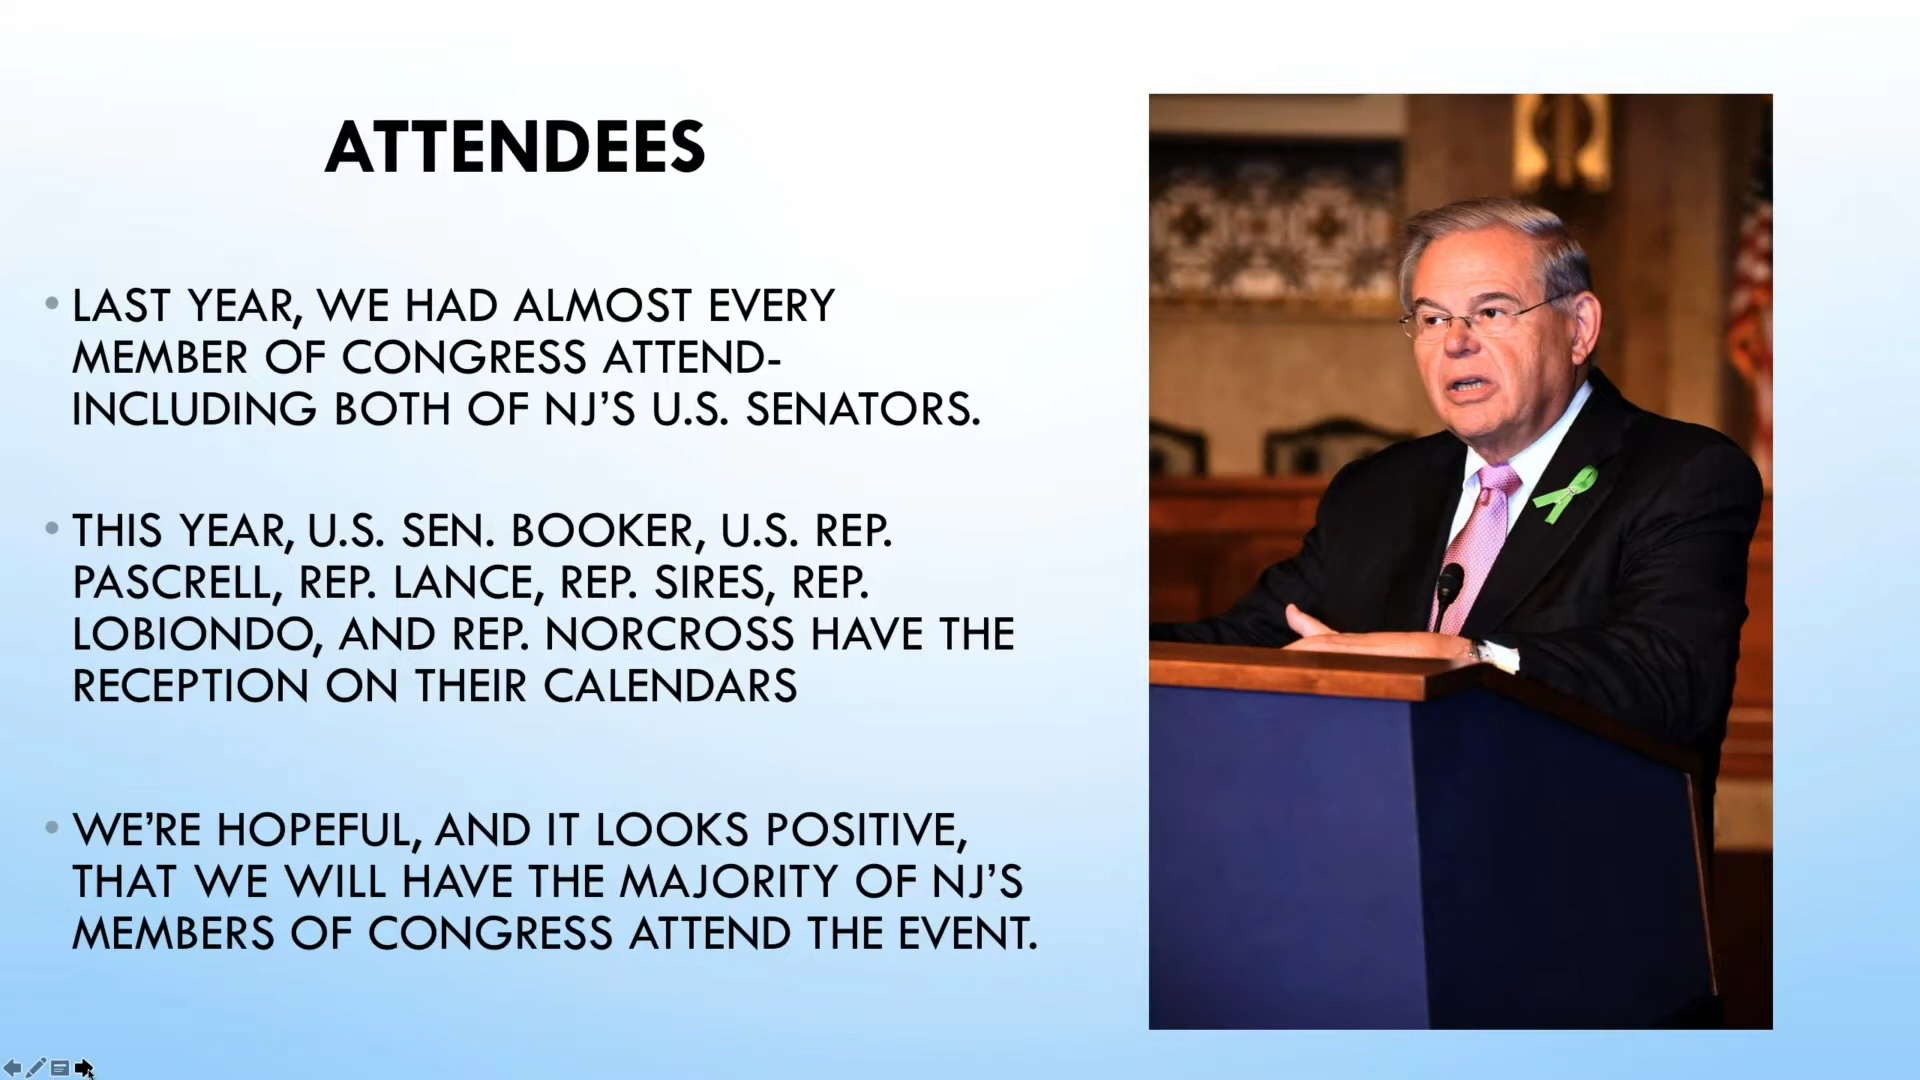 ATTENDEES
• LAST YEAR, WE HAD ALMOST EVERY
MEMBER OF CONGRESS ATTEND-
INCLUDING BOTH OF NJ’S U.S. SENATORS.
• THIS YEAR, U.S. SEN. BOOKER, U.S. REP.
PASCRELL, REP. LANCE, REP. SIRES, REP.
LOBIONDO, AND REP. NORCROSS HAVE THE
RECEPTION ON THEIR CALENDARS
• WE’RE HOPEFUL, AND IT LOOKS POSITIVE,
THAT WE WILL HAVE THE MAJORITY OF NJ’S
MEMBERS OF CONGRESS ATTEND THE EVENT.